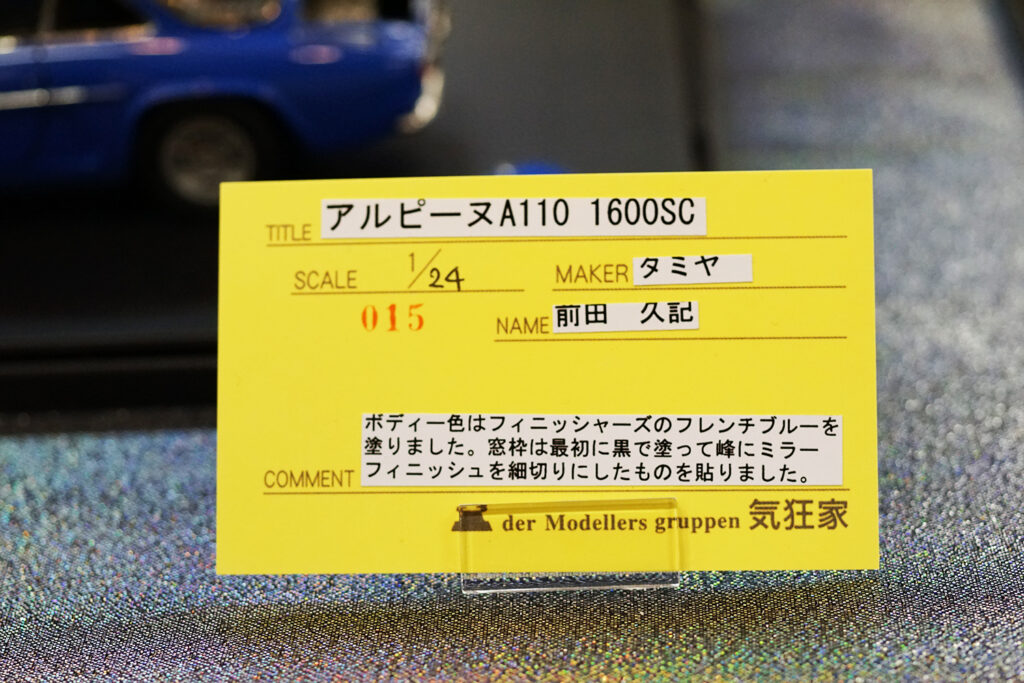 TITLE アルピーヌA110 1600SC
SCALE 1/24 MAKER タミヤ
015 NAME 前田 久記
ボディー色はフィニッシャーズのフレンチブルーを
塗りました。窓枠は最初に黒で塗って峰にミラー
COMMENT フィニッシュを細切りにしたものを貼りました。
der Modellers gruppen 気狂家